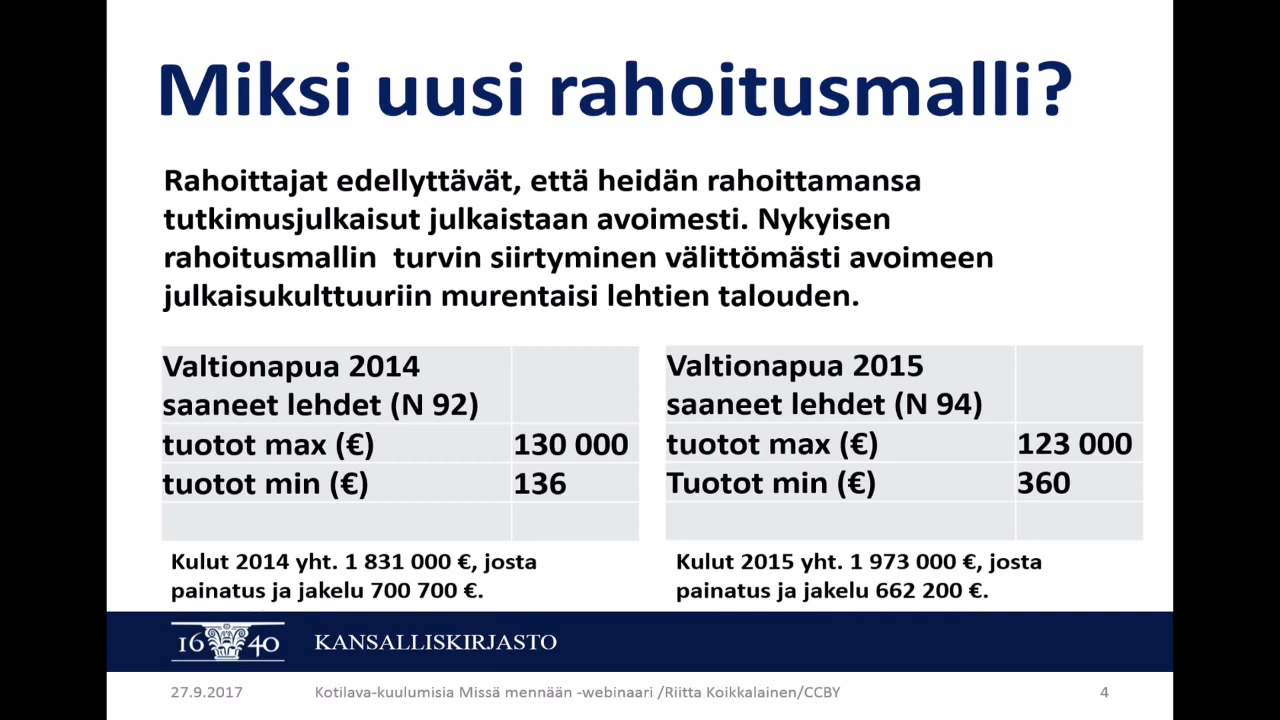 Miksi uusi rahoitusmalli?
Rahoittajat edellyttävät, että heidän rahoittamansa
tutkimusjulkaisut julkaistaan avoimesti. Nykyisen
rahoitusmallin turvin siirtyminen välittömästi avoimeen
julkaisukulttuuriin murentaisi lehtien talouden.
Valtionapua 2014
saaneet lehdet (N 92)
tuotot max (€) 130 000
tuotot min (€) 136
Kulut 2014 yht. 1 831 000 €, josta
painatus ja jakelu 700 700 €.
Valtionapua 2015
saaneet lehdet (N 94)
tuotot max (€) 123 000
Tuotot min (€) 360
Kulut 2015 yht. 1 973 000 €, josta
painatus ja jakelu 662 200 €.
16 40 KANSALLISKIRJASTO
27.9.2017 Kotilava-kuulumisia Missä mennään -webinaari /Riitta Koikkalainen/CCBY 4